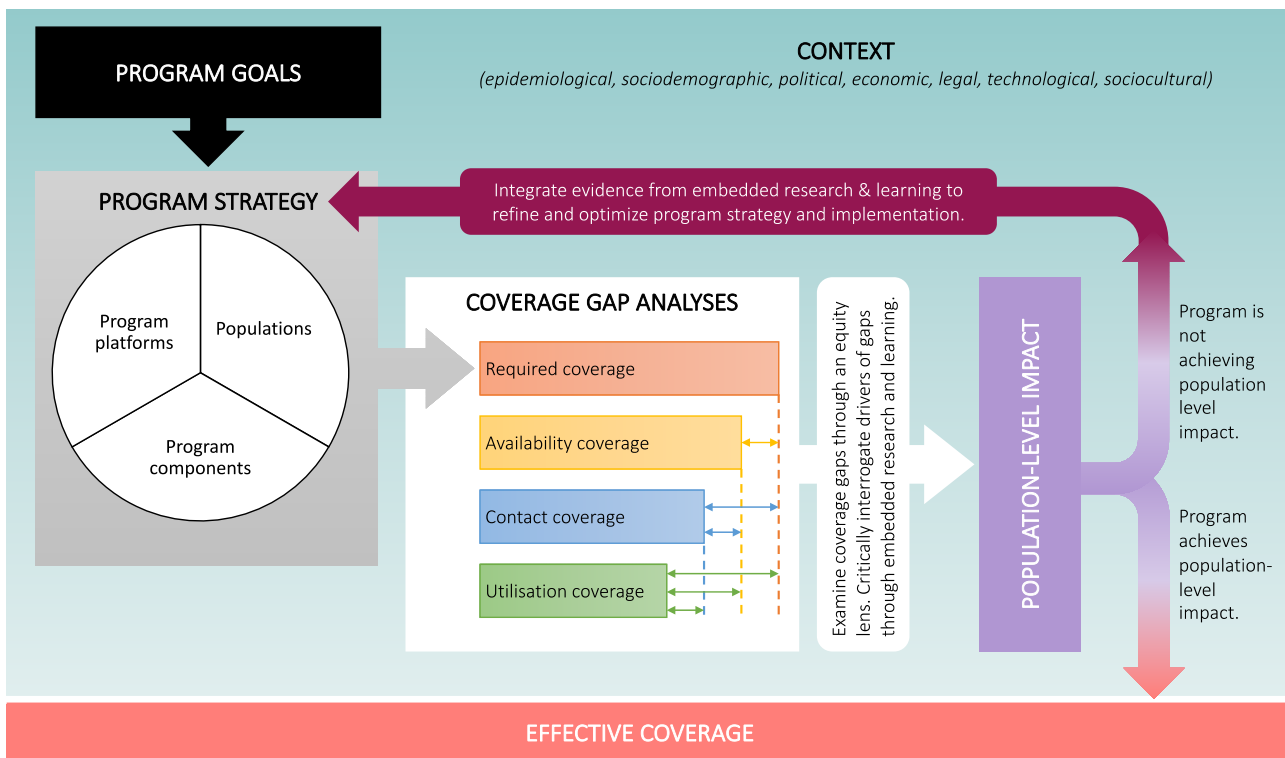 PROGRAM GOALS
CONTEXT
(epidemiological, sociodemographic, political, economic, legal, technological, sociocultural)
Integrate evidence from embedded research & learning to
refine and optimize program strategy and implementation.
PROGRAM STRATEGY
Program
platforms
Populations
Program
components
COVERAGE GAP ANALYSES
Required coverage
Availability coverage
Contact coverage
Utilisation coverage
Examine coverage gaps through an equity
lens. Critically interrogate drivers of gaps
through embedded research and learning.
POPULATION-LEVEL IMPACT
Program is
not
achieving
population
level
impact.
Program
achieves
population-
level
impact.
EFFECTIVE COVERAGE